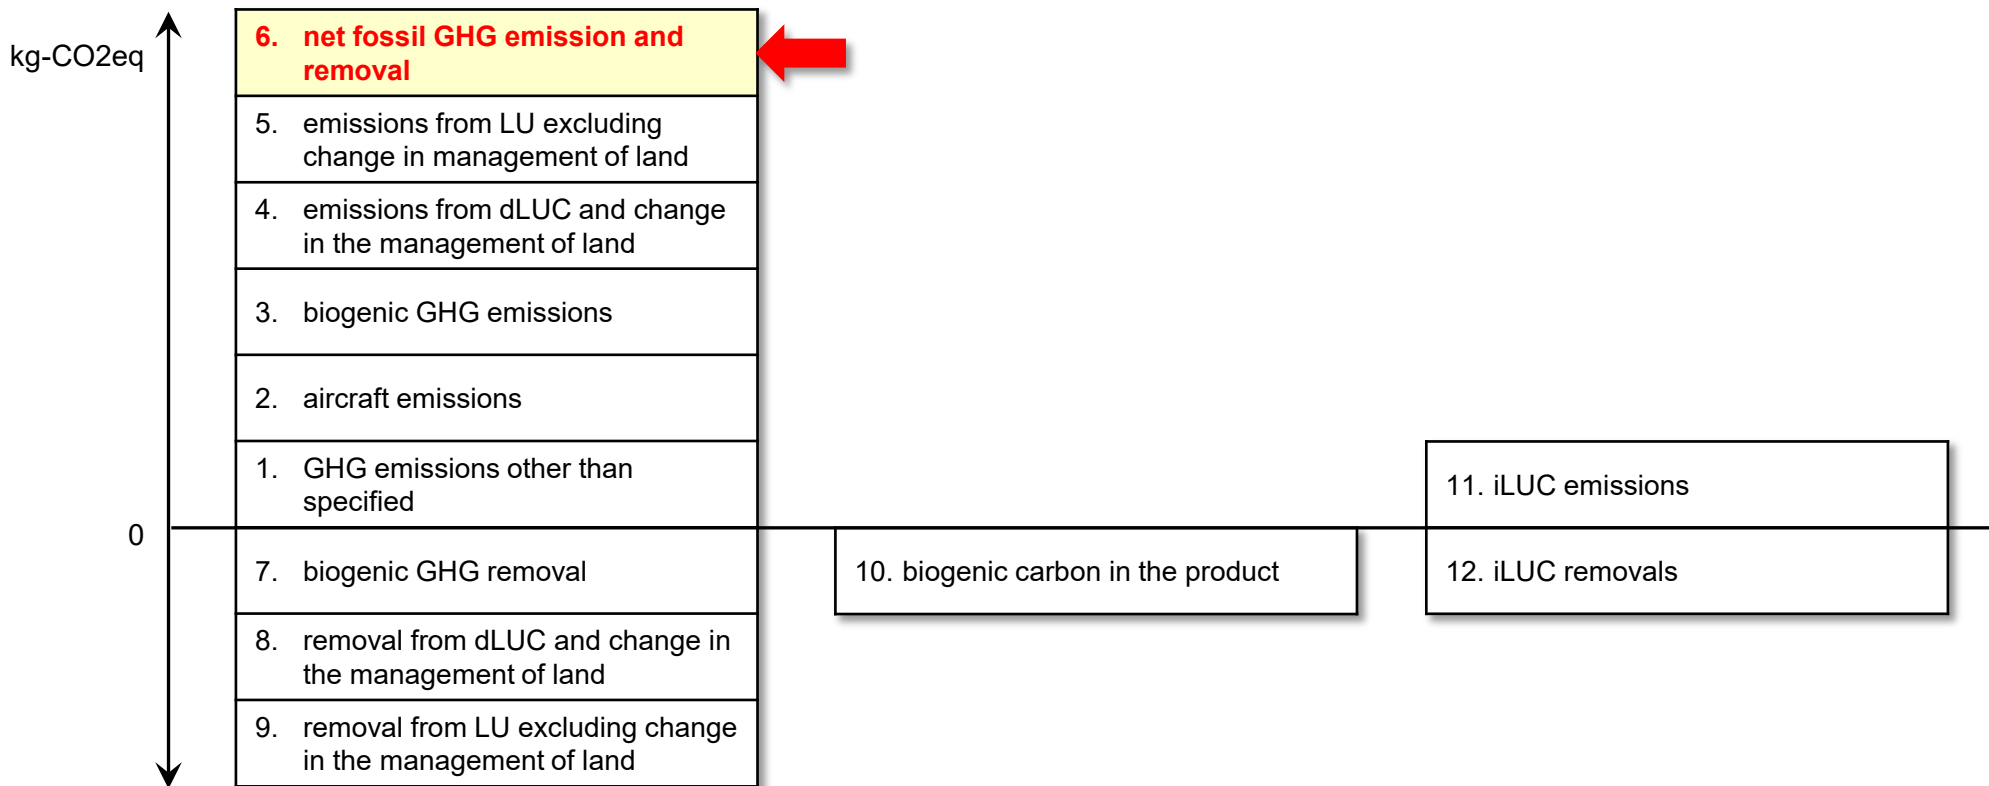 kg-CO2eq
6. net fossil GHG emission and
removal
5. emissions from LU excluding
change in management of land
4. emissions from dLUC and change
in the management of land
3. biogenic GHG emissions
2. aircraft emissions
1. GHG emissions other than
specified
11. iLUC emissions
0
7. biogenic GHG removal
10. biogenic carbon in the product
12. iLUC removals
8. removal from dLUC and change in
the management of land
9. removal from LU excluding change
in the management of land